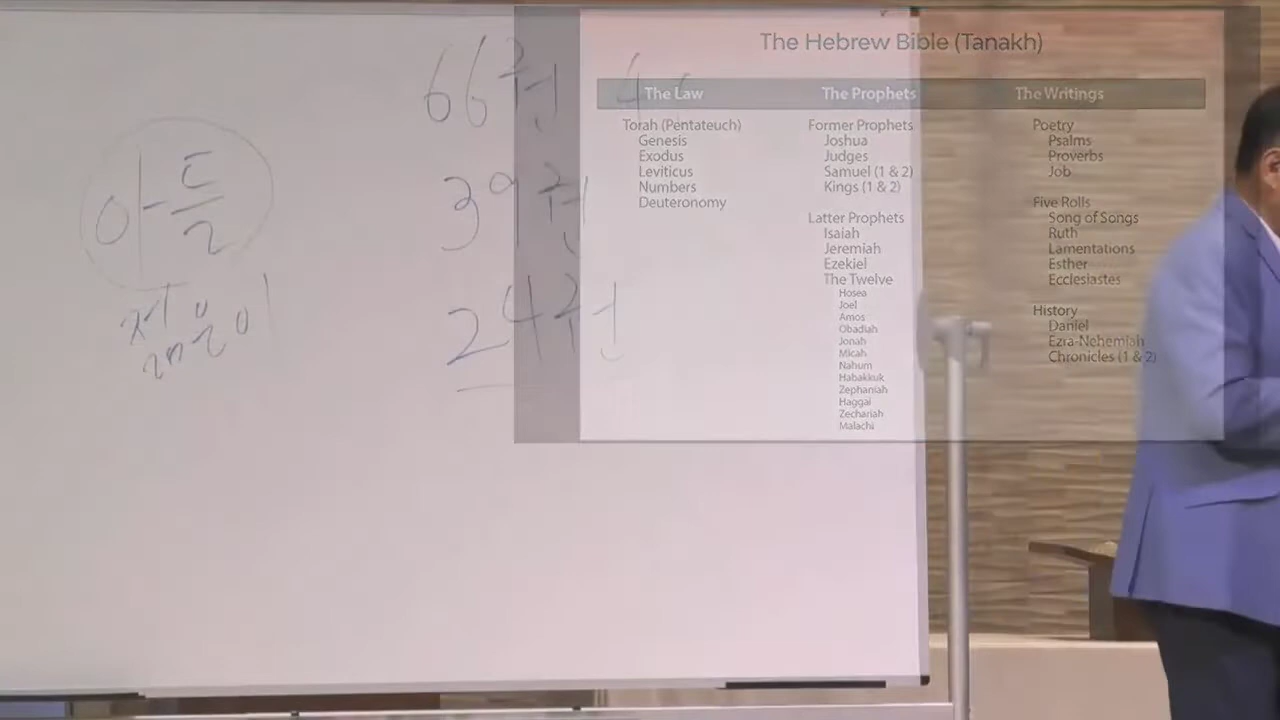 아들
젊은이
66권
39권
24권
The Hebrew Bible (Tanakh)
The Law
Torah (Pentateuch)
Genesis
Exodus
Leviticus
Numbers
Deuteronomy
The Prophets
Former Prophets
Joshua
Judges
Samuel (1 & 2)
Kings (1 & 2)
Latter Prophets
Isaiah
Jeremiah
Ezekiel
The Twelve
Hosea
Joel
Amos
Obadiah
Jonah
Micah
Nahum
Habakkuk
Zephaniah
Haggai
Zechariah
Malachi
The Writings
Poetry
Psalms
Proverbs
Job
Five Rolls
Song of Songs
Ruth
Lamentations
Esther
Ecclesiastes
History
Daniel
Ezra-Nehemiah
Chronicles (1 & 2)